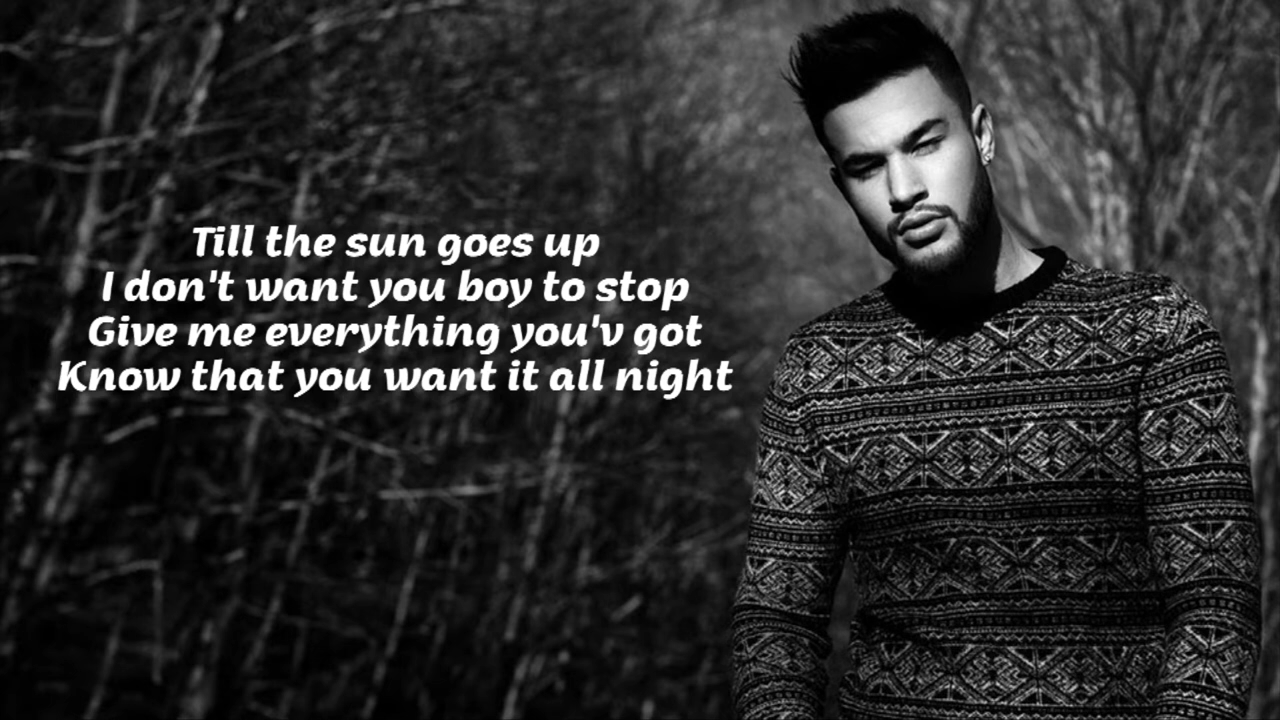 Till the sun goes up
I don't want you boy to stop
Give me everything you'v got
Know that you want it all night